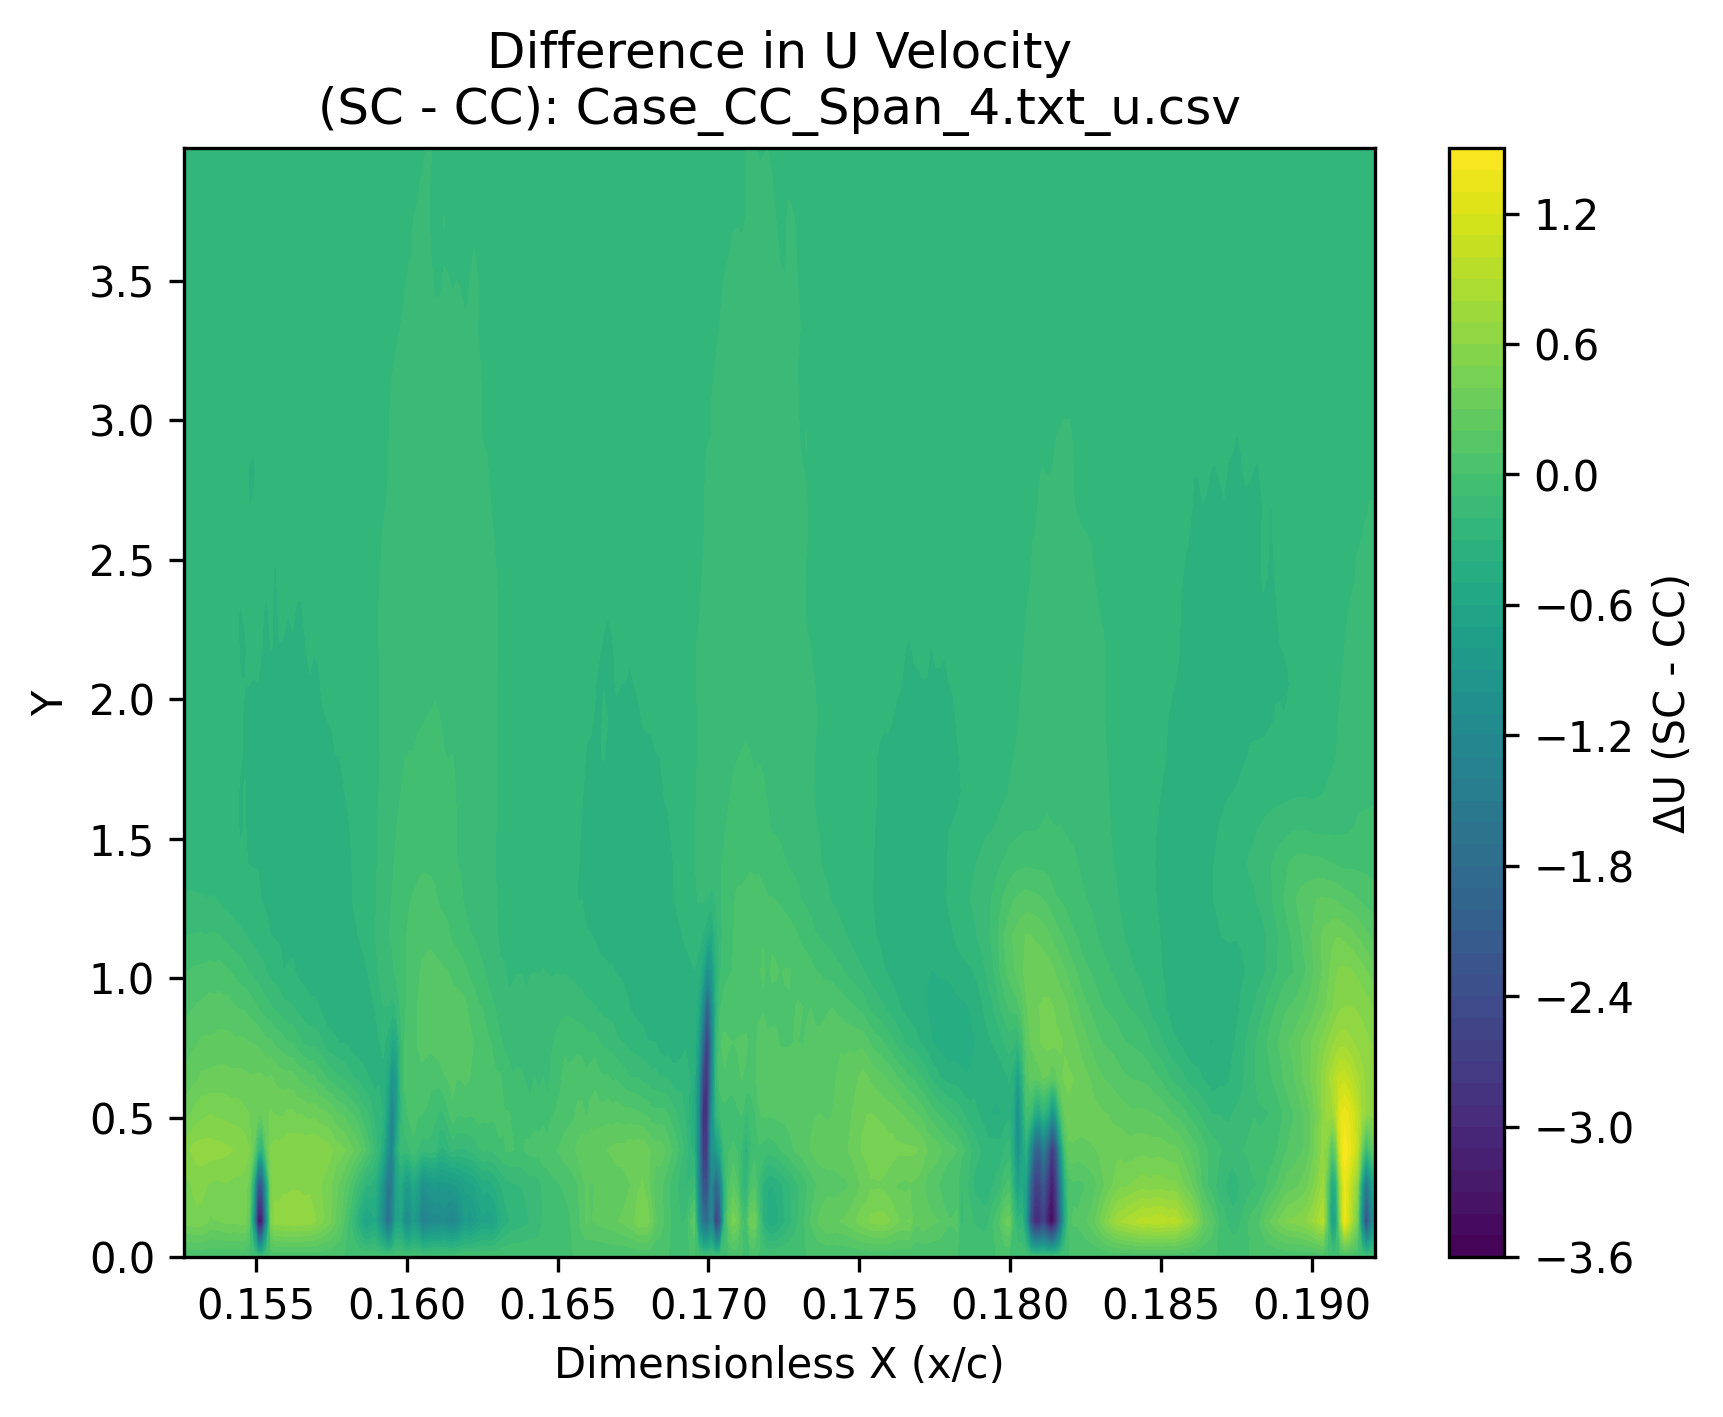 Difference in U Velocity
(SC - CC): Case_CC_Span_4.txt_u.csv
Y
3.5
3.0
2.5
2.0
1.5
1.0
0.5
0.0
0.155 0.160 0.165 0.170 0.175 0.180 0.185 0.190
Dimensionless X (x/c)
1.2
0.6
0.0
−0.6
−1.2
−1.8
−2.4
−3.0
−3.6
ΔU (SC - CC)